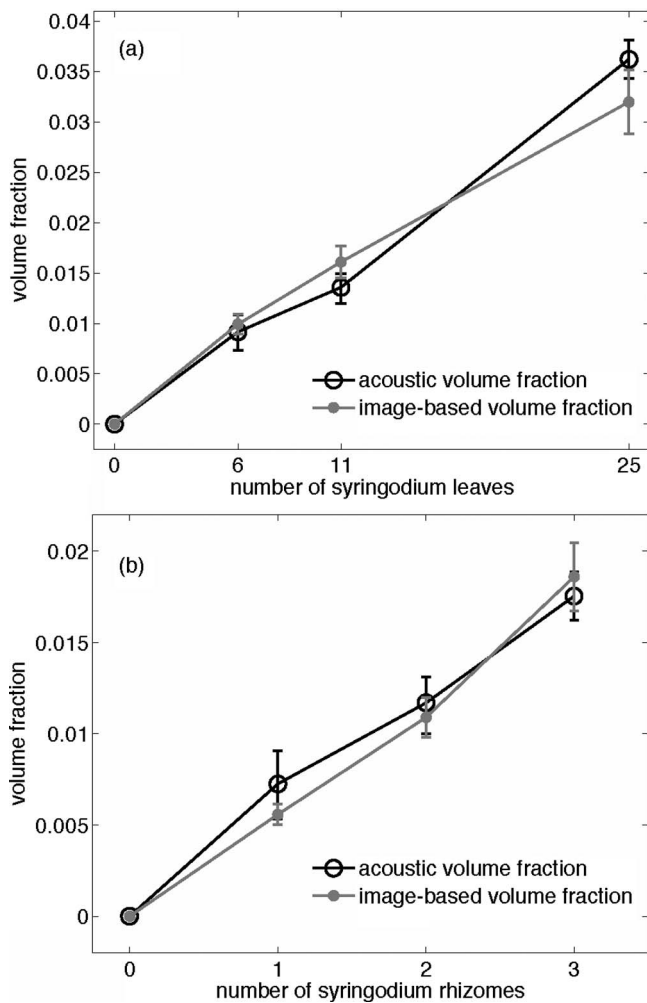 0.04
(a)
0.035
0.03
0.025
0.02
0.015
0.01
0.005
0
volume fraction
acoustic volume fraction
image-based volume fraction
0 6 11 25
number of syringodium leaves
0.02
(b)
0.015
0.01
0.005
0
volume fraction
acoustic volume fraction
image-based volume fraction
0 1 2 3
number of syringodium rhizomes